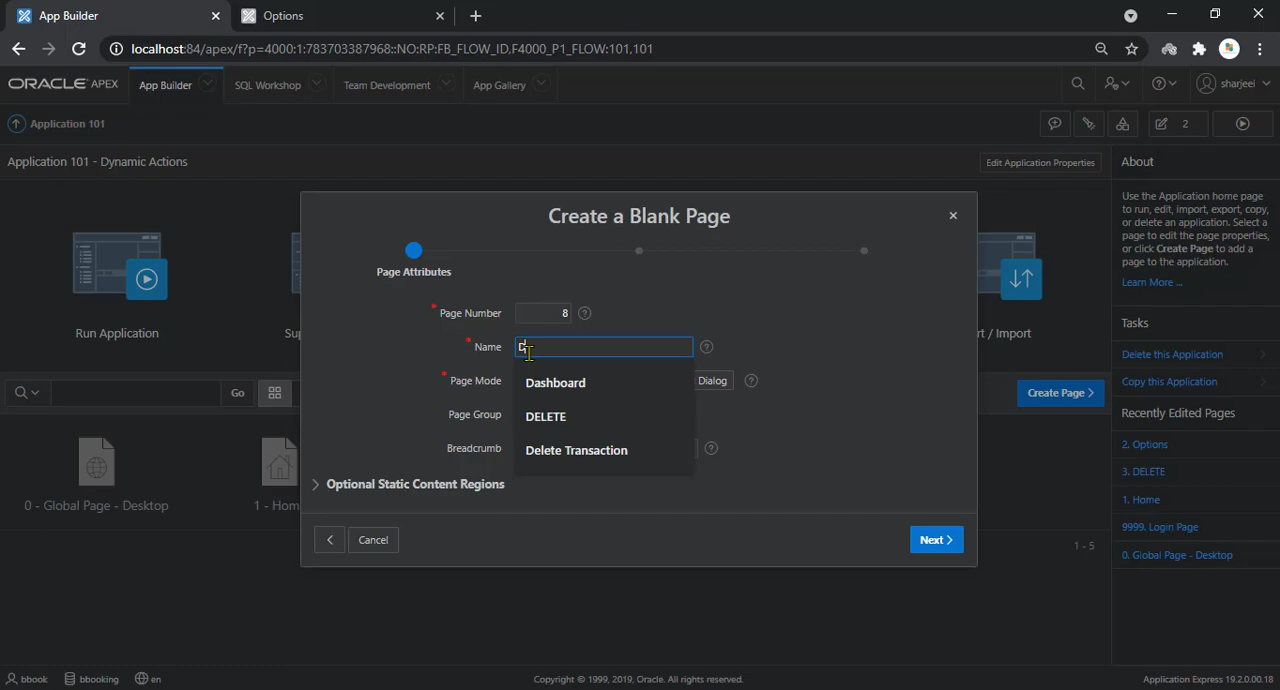 App Builder
Options
localhost:84/apex/f?p=4000:1:783703387968::NO:RP:FB_FLOW_ID,F4000_P1_FLOW:101,101
ORACLE APEX
App Builder
SQL Workshop
Team Development
App Gallery
sharjeel
Application 101
2
Application 101 - Dynamic Actions
Edit Application Properties
About
Use the Application home page
to run, edit, import, export, copy,
or delete an application. Select a
page to edit the page properties,
or click Create Page to add a
page to the application.
Learn More ...
Create a Blank Page
Page Attributes
Page Number
8
Name
D
Page Mode
Dialog
Page Group
Breadcrumb
Dashboard
DELETE
Delete Transaction
Optional Static Content Regions
Cancel
Next
Run Application
Sup
rt / Import
Tasks
Delete this Application
Copy this Application
Go
Create Page
Recently Edited Pages
2. Options
3. DELETE
1. Home
9999. Login Page
0. Global Page - Desktop
0 - Global Page - Desktop
1 - Hom
1 - 5
bbook
bbooking
en
Copyright © 1999, 2019, Oracle. All rights reserved.
Application Express 19.2.0.00.18